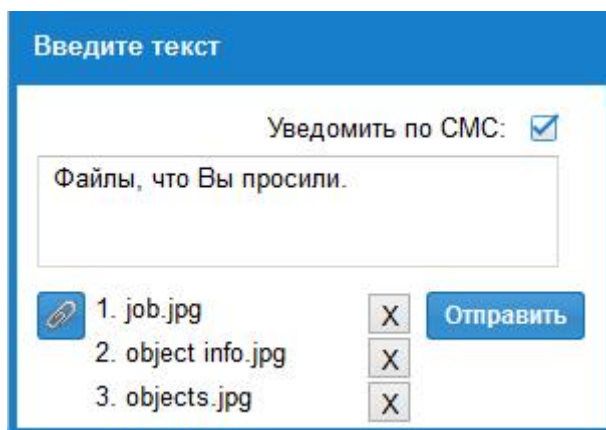 Введите текст
Уведомить по СМС:
Файлы, что Вы просили.
1. job.jpg X Отправить
2. object info.jpg X
3. objects.jpg X